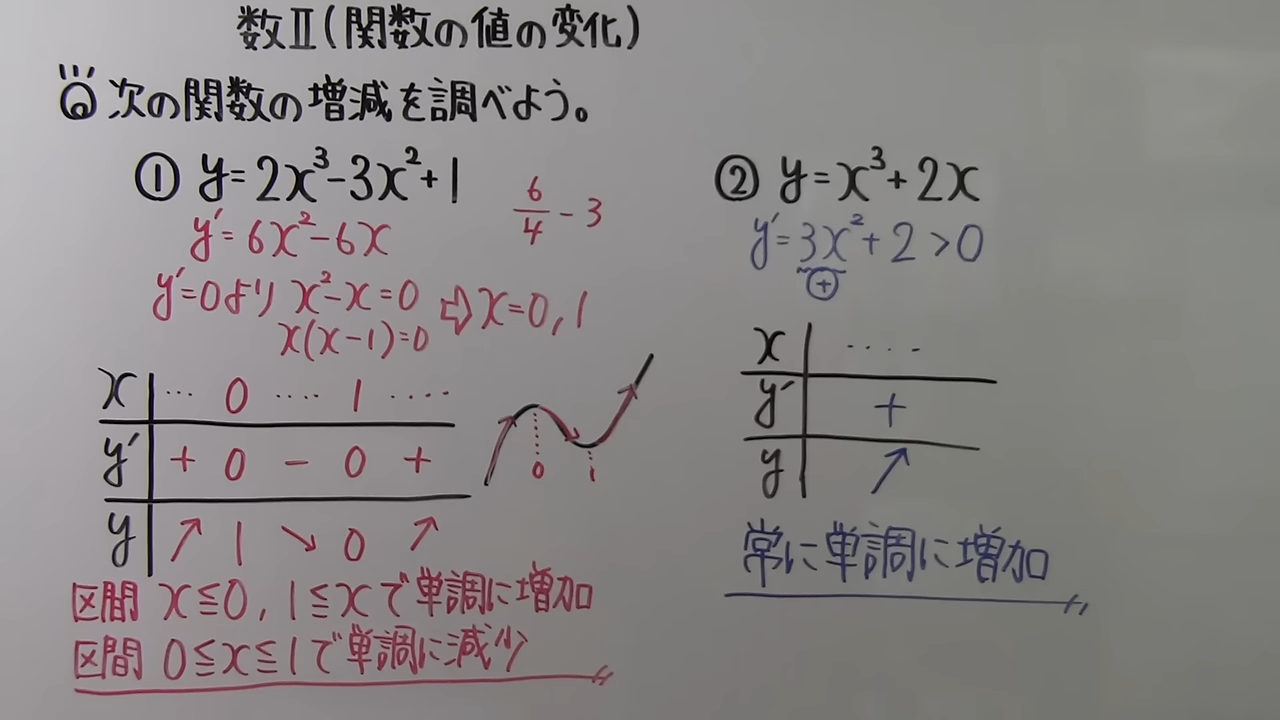 数Ⅱ(関数の値の変化)
Q 次の関数の増減を調べよう。
① y=2x³-3x²+1
y'=6x²-6x
6/4 - 3
y'=0より x²-x=0 ⇨ x=0,1
x(x-1)=0
x | … 0 … 1 …
y' | + 0 - 0 +
y | ↗ 1 ↘ 0 ↗
0 1
区間 x≦0, 1≦xで単調に増加
区間 0≦x≦1で単調に減少
② y=x³+2x
y'=3x²+2>0
⊕
x | ‥‥
y' | +
y | ↗
常に単調に増加